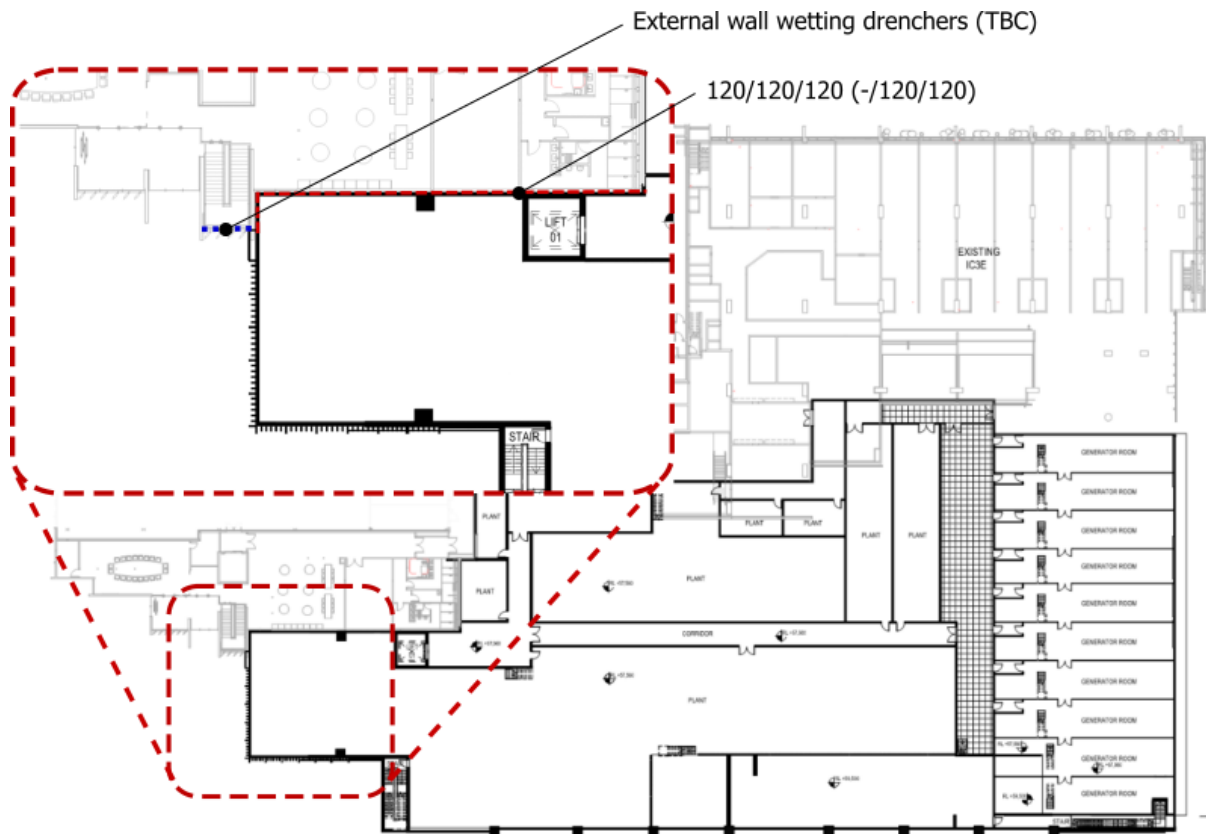 External wall wetting drenchers (TBC)
120/120/120 (-/120/120)
LIFT
01
EXISTING
IC3E
STAIR
GENERATOR ROOM
GENERATOR ROOM
GENERATOR ROOM
GENERATOR ROOM
GENERATOR ROOM
GENERATOR ROOM
GENERATOR ROOM
GENERATOR ROOM
GENERATOR ROOM
GENERATOR ROOM
PLANT
PLANT
PLANT
PLANT
PLANT
PLANT
PLANT
CORRIDOR
PLANT
STAIR